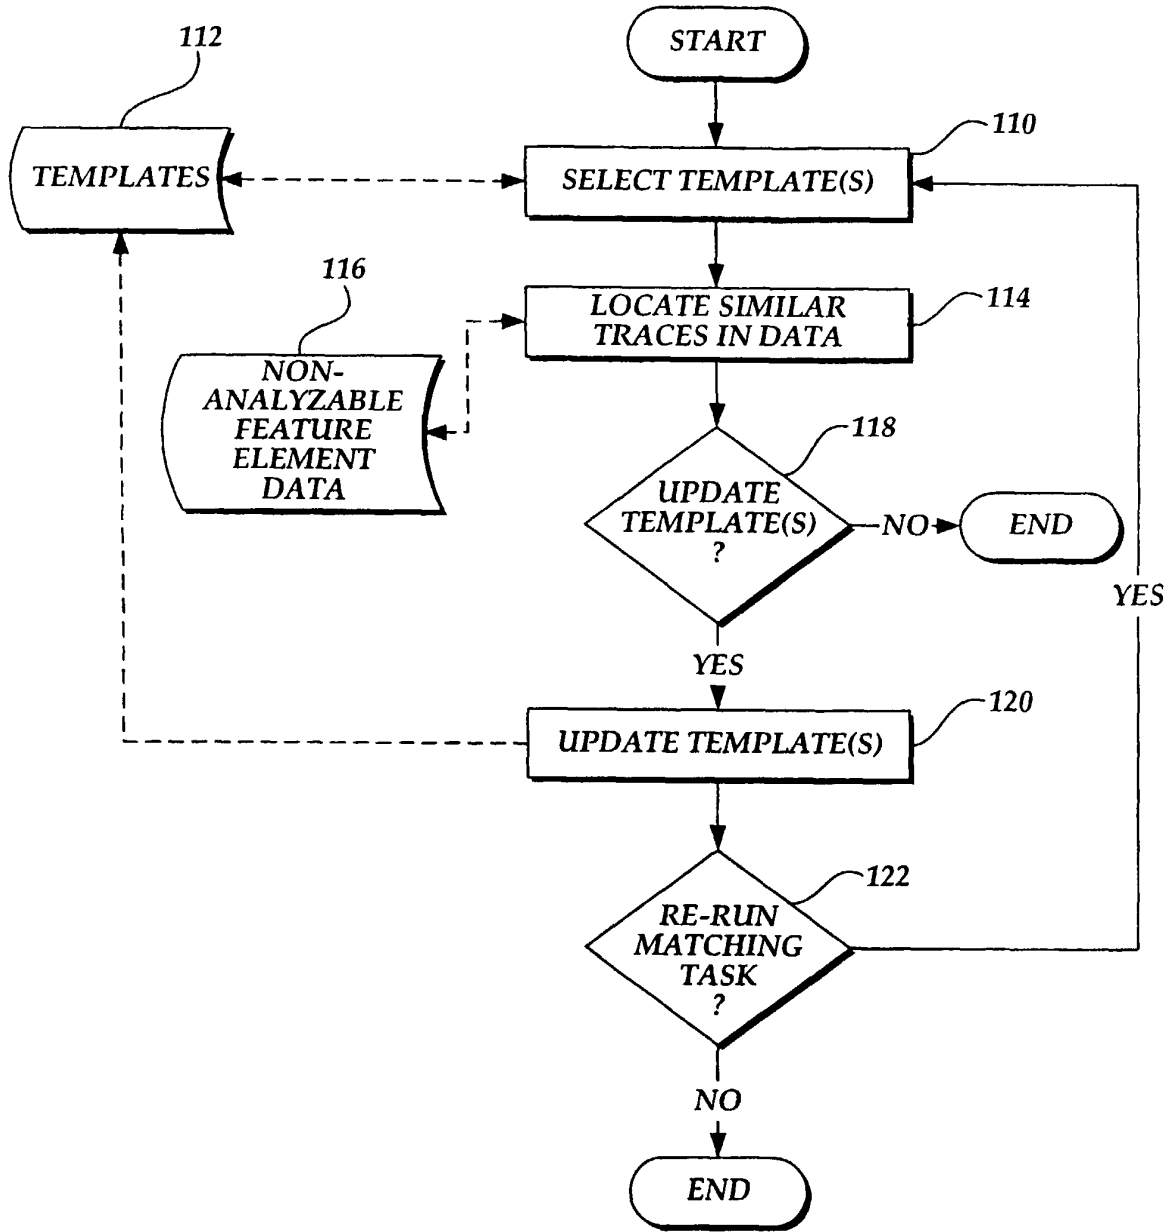 START
112
110
TEMPLATES
SELECT TEMPLATE(S)
116
114
LOCATE SIMILAR
TRACES IN DATA
NON-
ANALYZABLE
FEATURE
ELEMENT
DATA
118
UPDATE
TEMPLATE(S)
?
NO
END
YES
YES
120
UPDATE TEMPLATE(S)
122
RE-RUN
MATCHING
TASK
?
NO
END